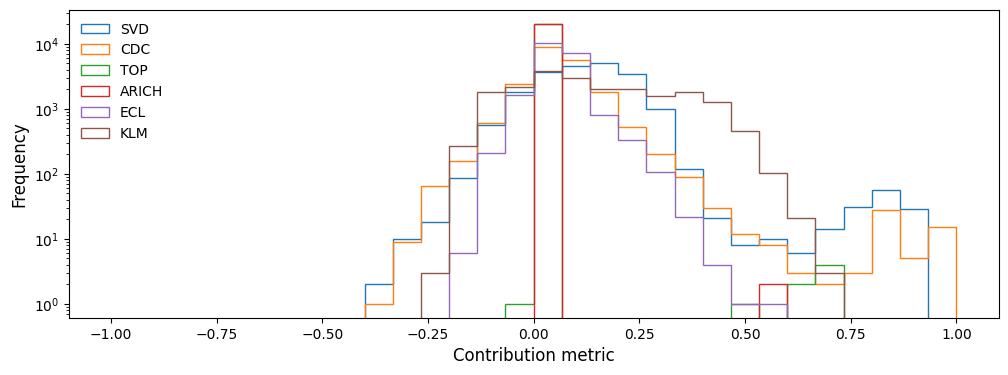 SVD
CDC
TOP
ARICH
ECL
KLM
Frequency
10⁴
10³
10²
10¹
10⁰
−1.00 −0.75 −0.50 −0.25 0.00 0.25 0.50 0.75 1.00
Contribution metric